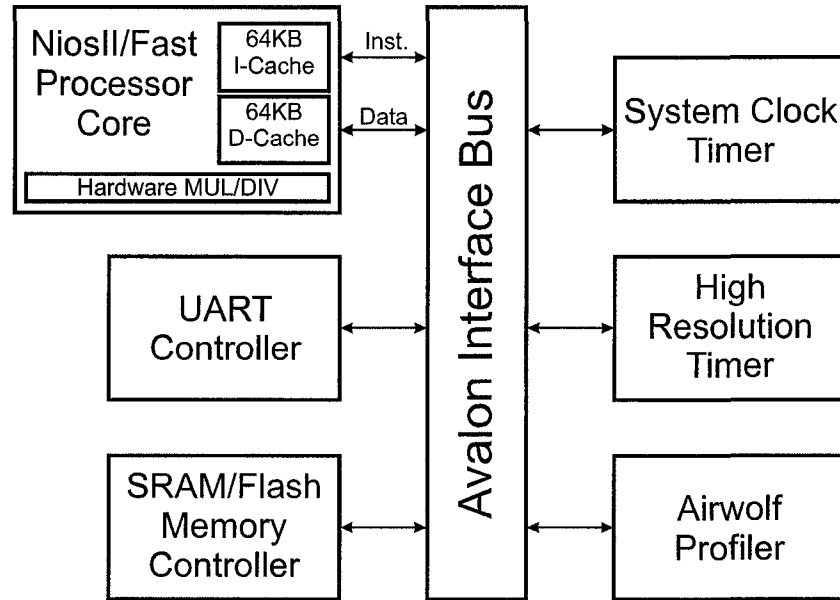 NiosII/Fast
Processor
Core
64KB
I-Cache
64KB
D-Cache
Hardware MUL/DIV
Inst.
Data
UART
Controller
SRAM/Flash
Memory
Controller
Avalon Interface Bus
System Clock
Timer
High
Resolution
Timer
Airwolf
Profiler